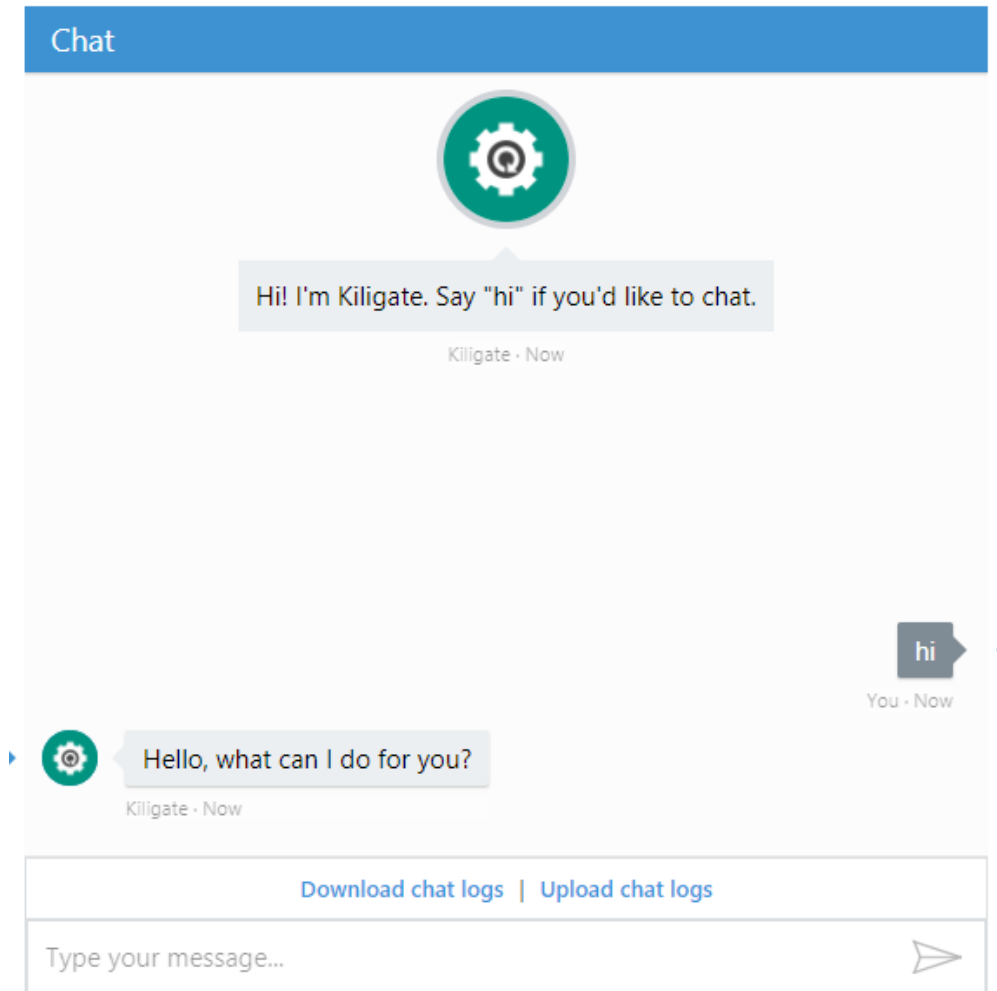 Chat
Hi! I'm Kiligate. Say "hi" if you'd like to chat.
Kiligate · Now
hi
You · Now
Hello, what can I do for you?
Kiligate · Now
Download chat logs | Upload chat logs
Type your message...